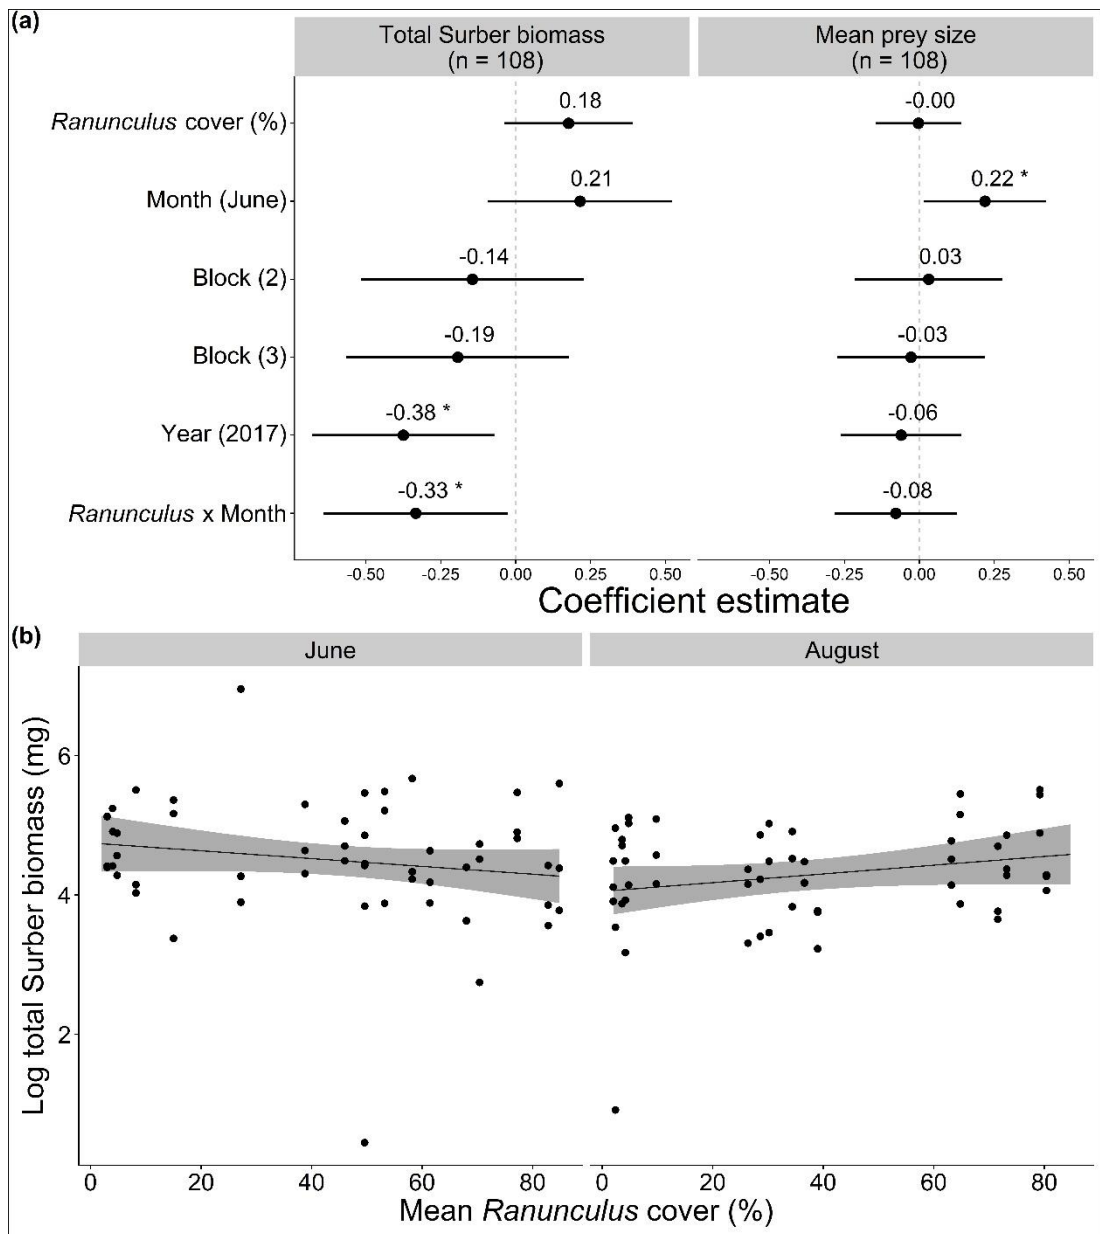 (a)
Total Surber biomass
(n = 108)
Mean prey size
(n = 108)
Ranunculus cover (%)
0.18
-0.00
Month (June)
0.21
0.22 *
Block (2)
-0.14
0.03
Block (3)
-0.19
-0.03
Year (2017)
-0.38 *
-0.06
Ranunculus x Month
-0.33 *
-0.08
-0.50 -0.25 0.00 0.25 0.50
-0.50 -0.25 0.00 0.25 0.50
Coefficient estimate
(b)
June
August
Log total Surber biomass (mg)
6
4
2
0 20 40 60 80
0 20 40 60 80
Mean Ranunculus cover (%)